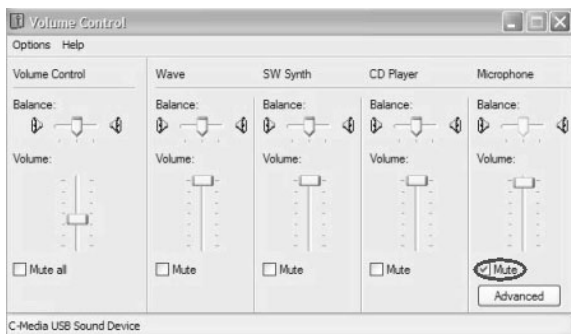 Volume Control
Options Help
Volume Control Wave SW Synth CD Player Microphone
Balance: Balance: Balance: Balance: Balance:
Volume: Volume: Volume: Volume: Volume:
Mute all Mute Mute Mute Mute
Advanced
C-Media USB Sound Device